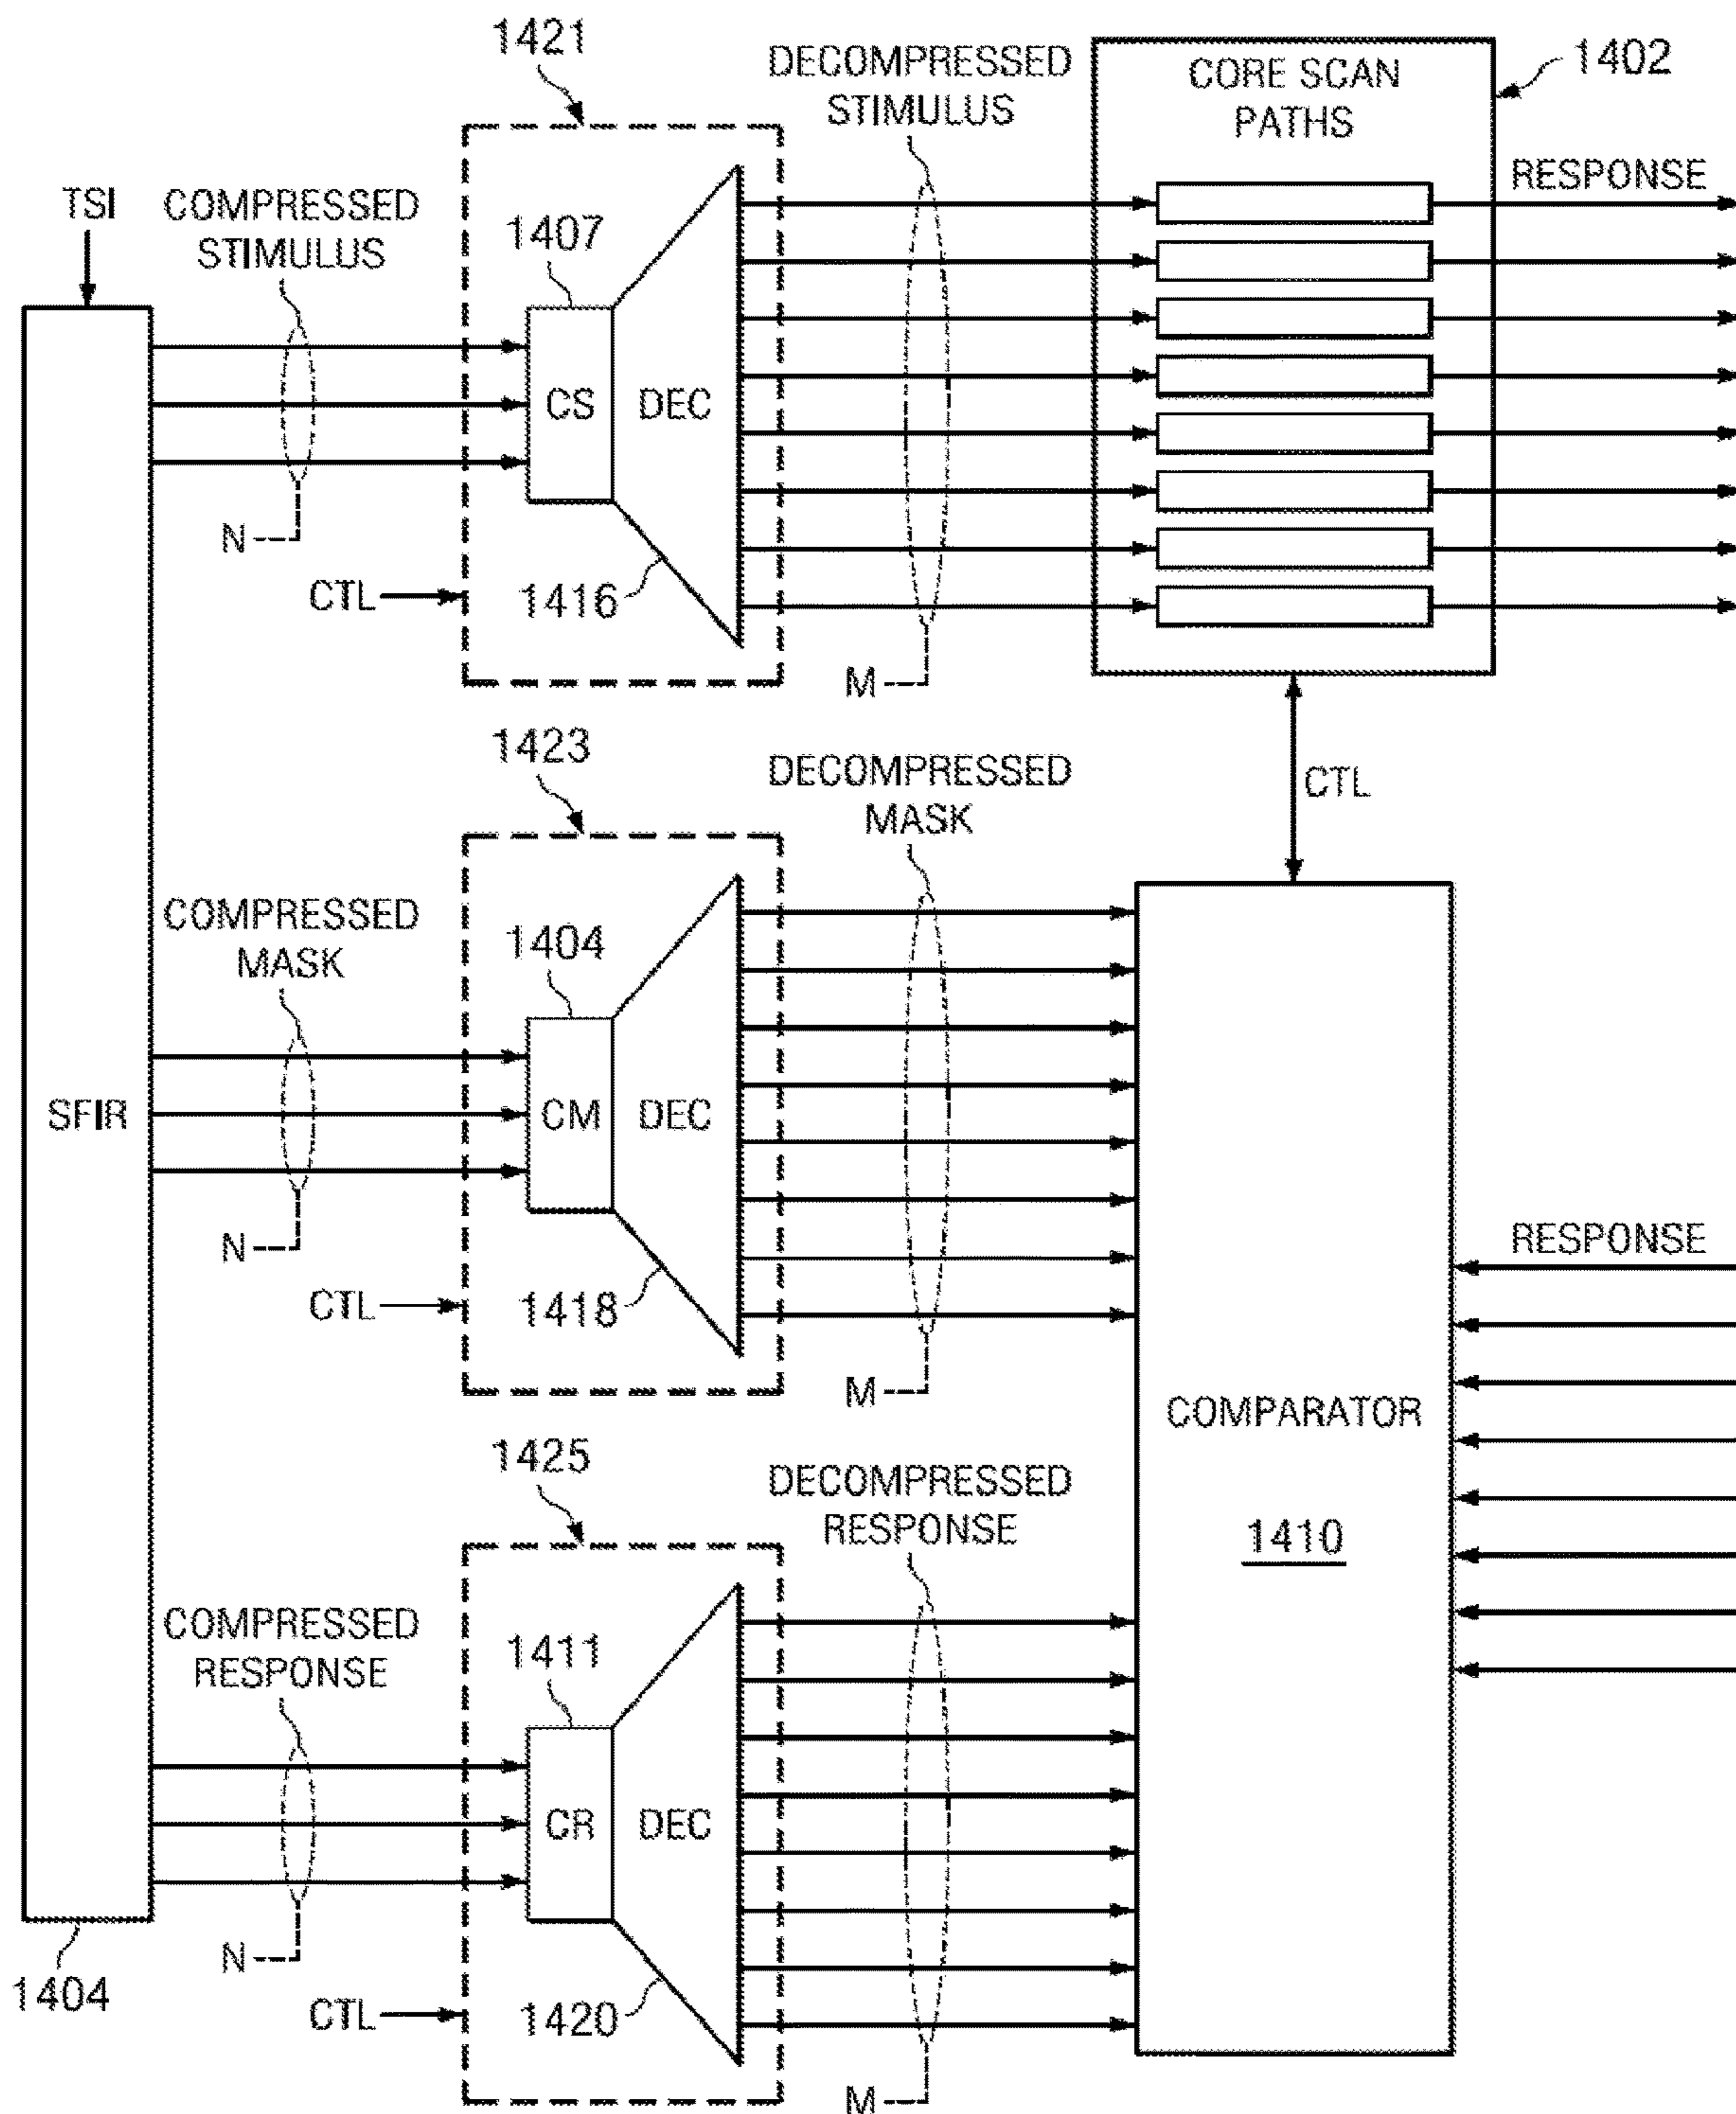 1421
DECOMPRESSED
STIMULUS
CORE SCAN
PATHS
1402
TSI
COMPRESSED
STIMULUS
1407
RESPONSE
CS
DEC
N
CTL
1416
M
1423
DECOMPRESSED
MASK
CTL
COMPRESSED
MASK
1404
SFIR
CM
DEC
N
CTL
1418
M
RESPONSE
COMPARATOR
1410
1425
DECOMPRESSED
RESPONSE
COMPRESSED
RESPONSE
1411
CR
DEC
N
1404
CTL
1420
M